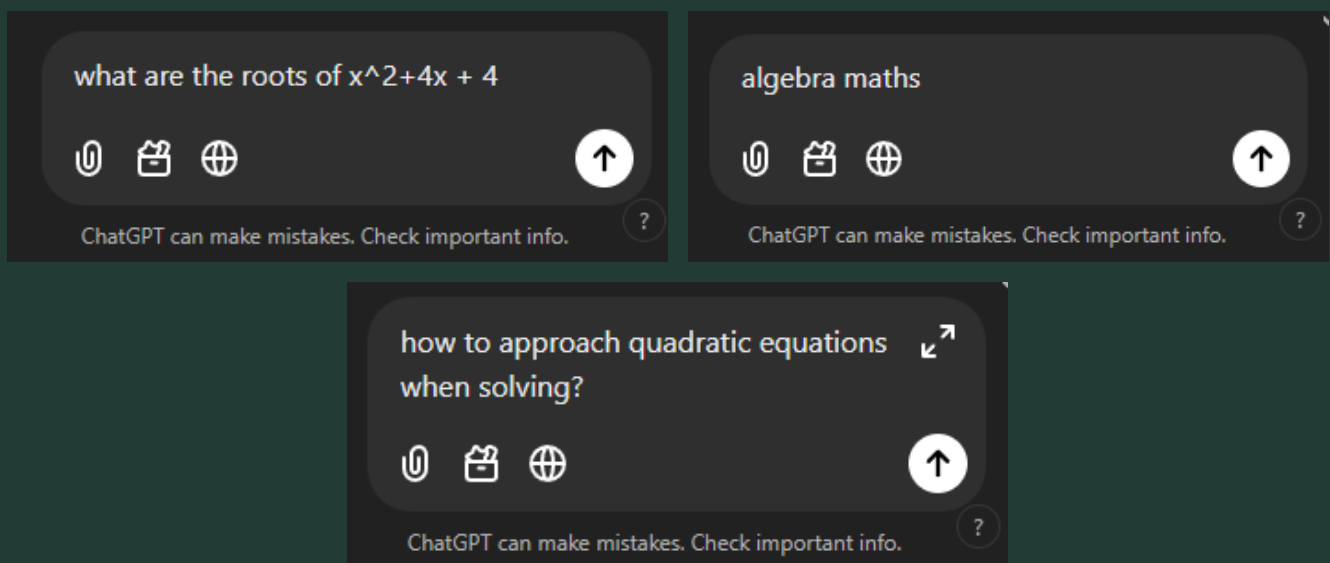 what are the roots of x^2+4x + 4
ChatGPT can make mistakes. Check important info.
?
algebra maths
ChatGPT can make mistakes. Check important info.
?
how to approach quadratic equations
when solving?
ChatGPT can make mistakes. Check important info.
?